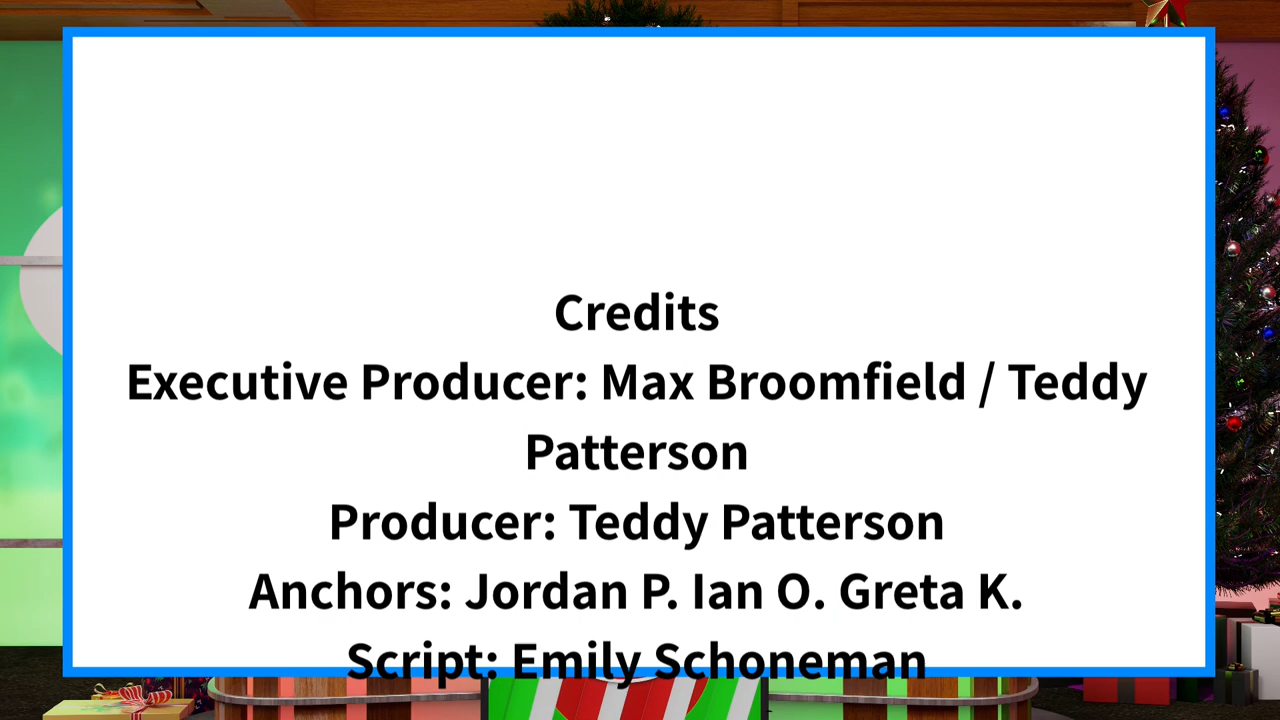 Credits
Executive Producer: Max Broomfield / Teddy
Patterson
Producer: Teddy Patterson
Anchors: Jordan P. Ian O. Greta K.
Script: Emily Schoneman